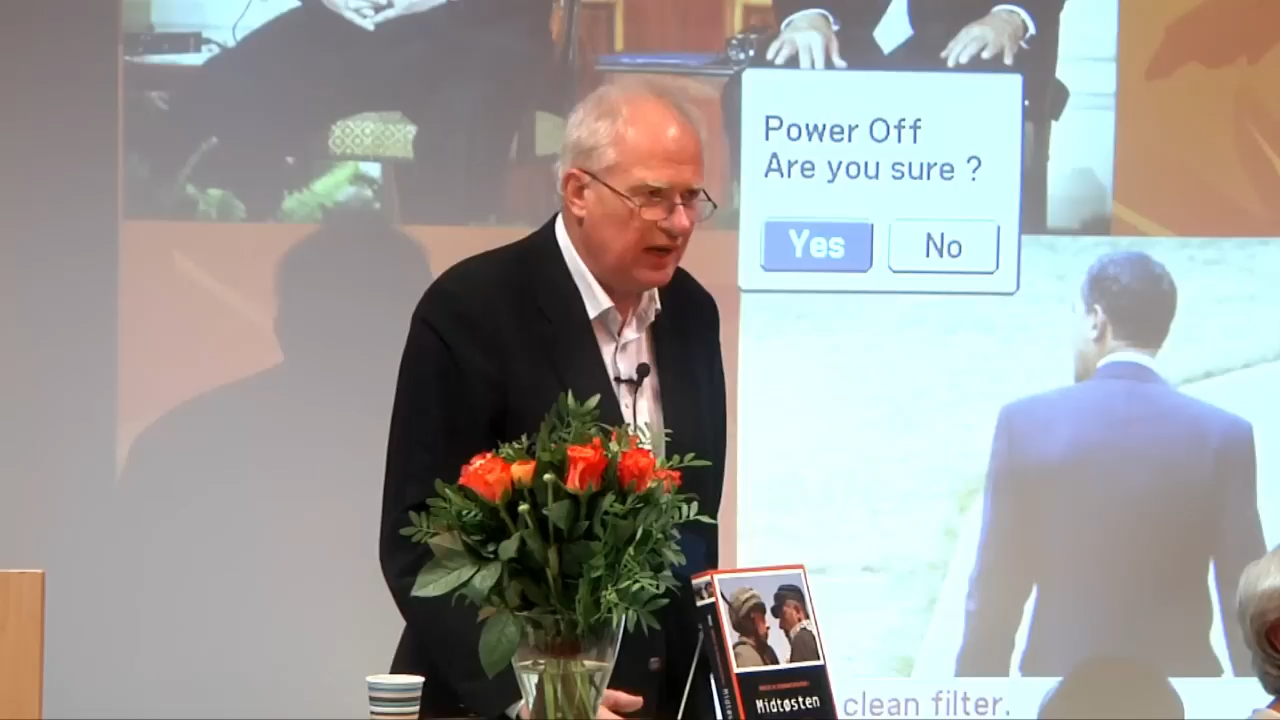 Power Off
Are you sure ?
Yes
No
Midtøsten
clean filter.